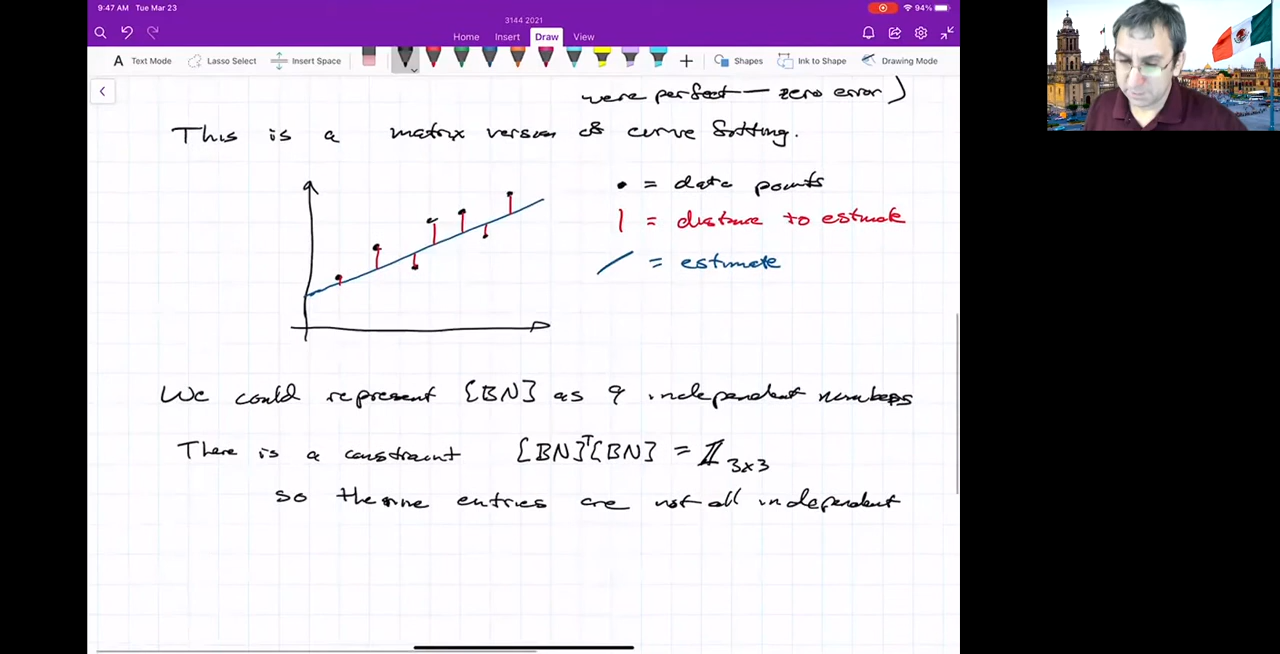 9:47 AM Tue Mar 23
94%
3144 2021
Home Insert Draw View
A Text Mode Lasso Select Insert Space + Shapes Ink to Shape Drawing Mode
were perfect — zero error)
This is a matrix version of curve fitting.
• = data points
| = distance to estimate
/ = estimate
We could represent [BN] as 9 independent numbers
There is a constraint [BN]ᵀ[BN] = 𝟙₃ₓ₃
so the nine entries are not all independent